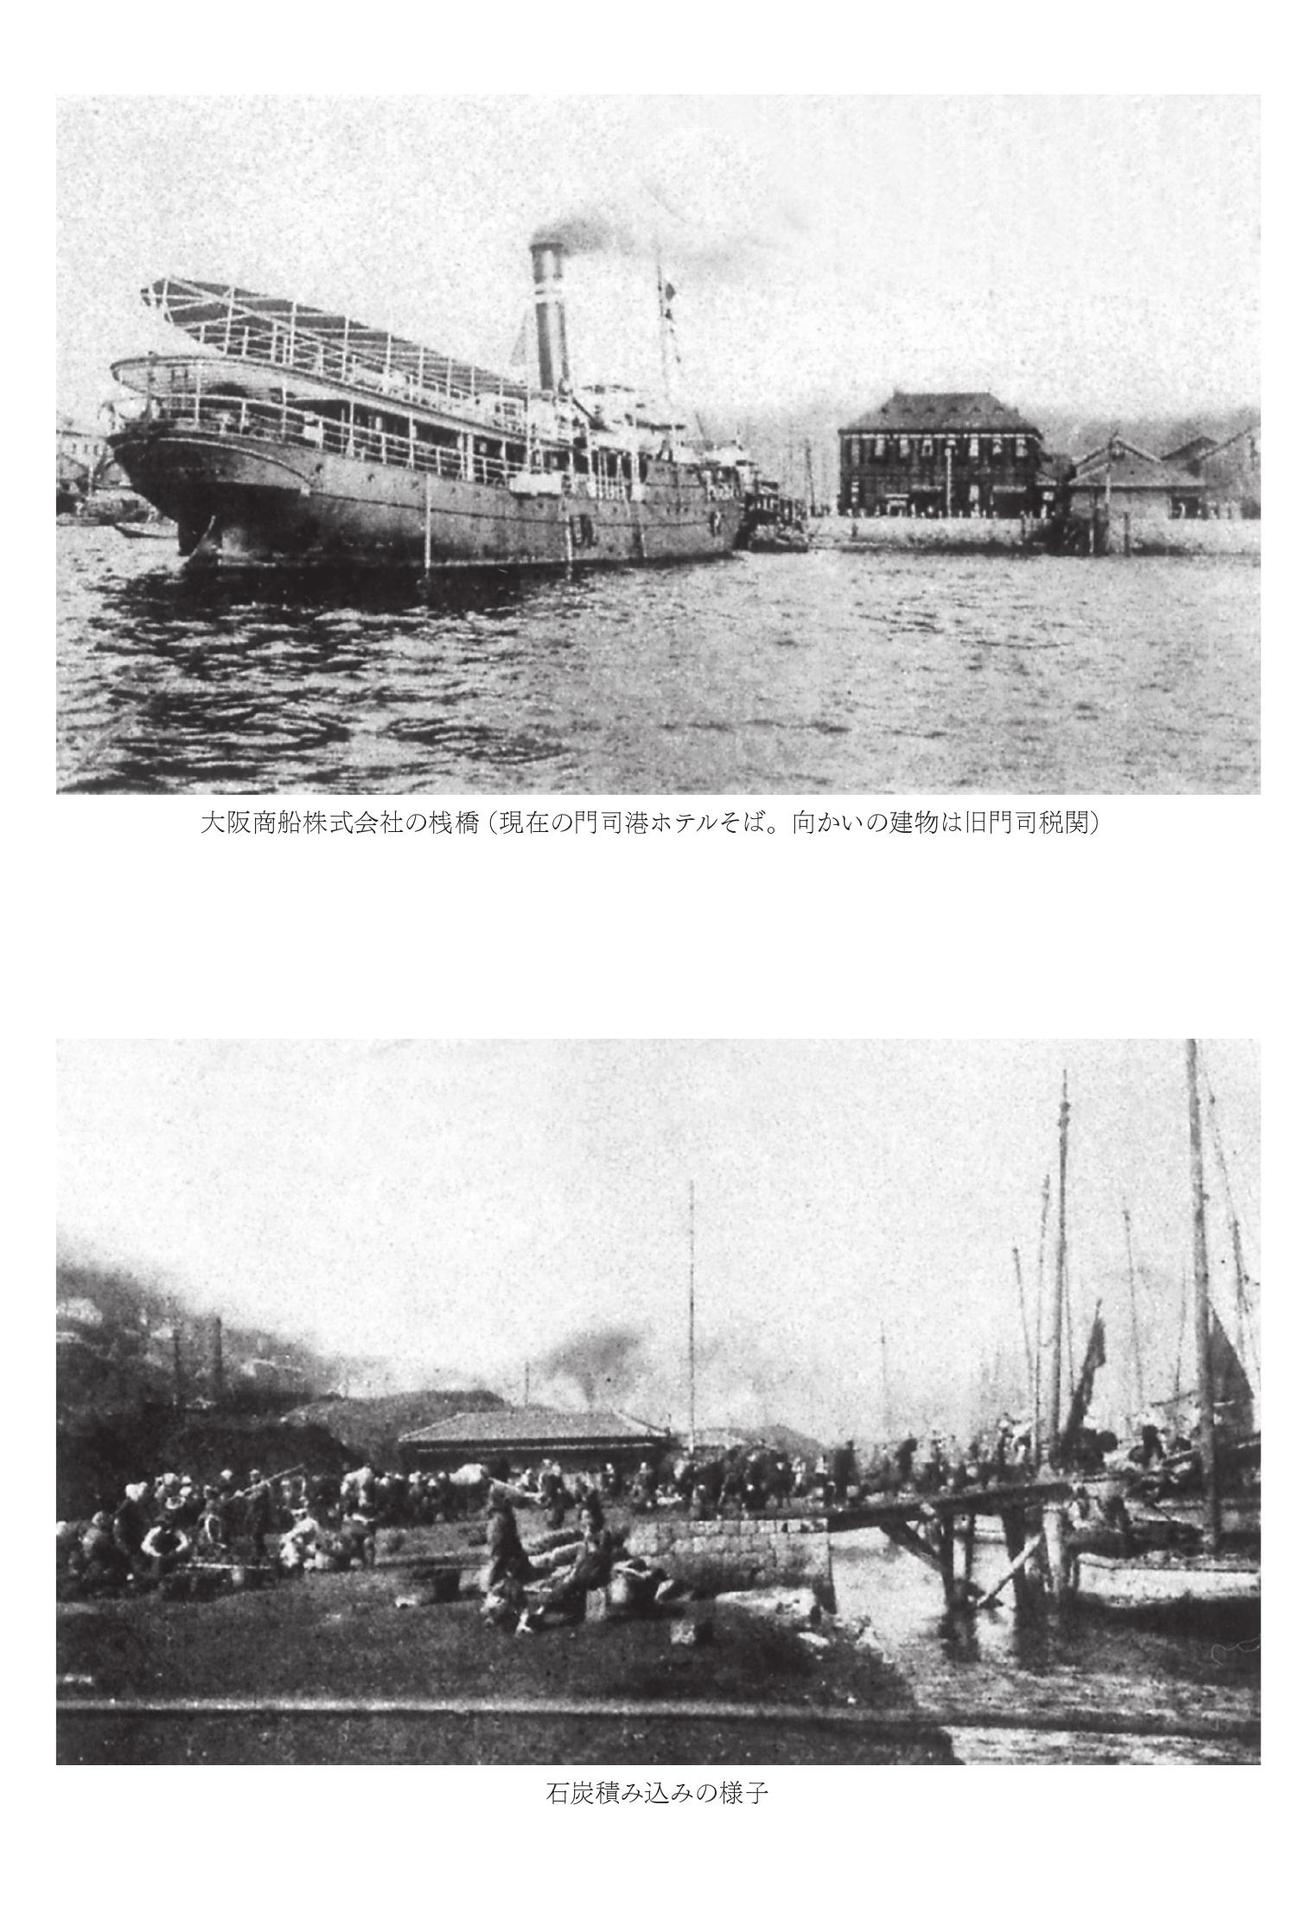 大阪商船株式会社の桟橋（現在の門司港ホテルそば。向かいの建物は旧門司税関）
石炭積み込みの様子